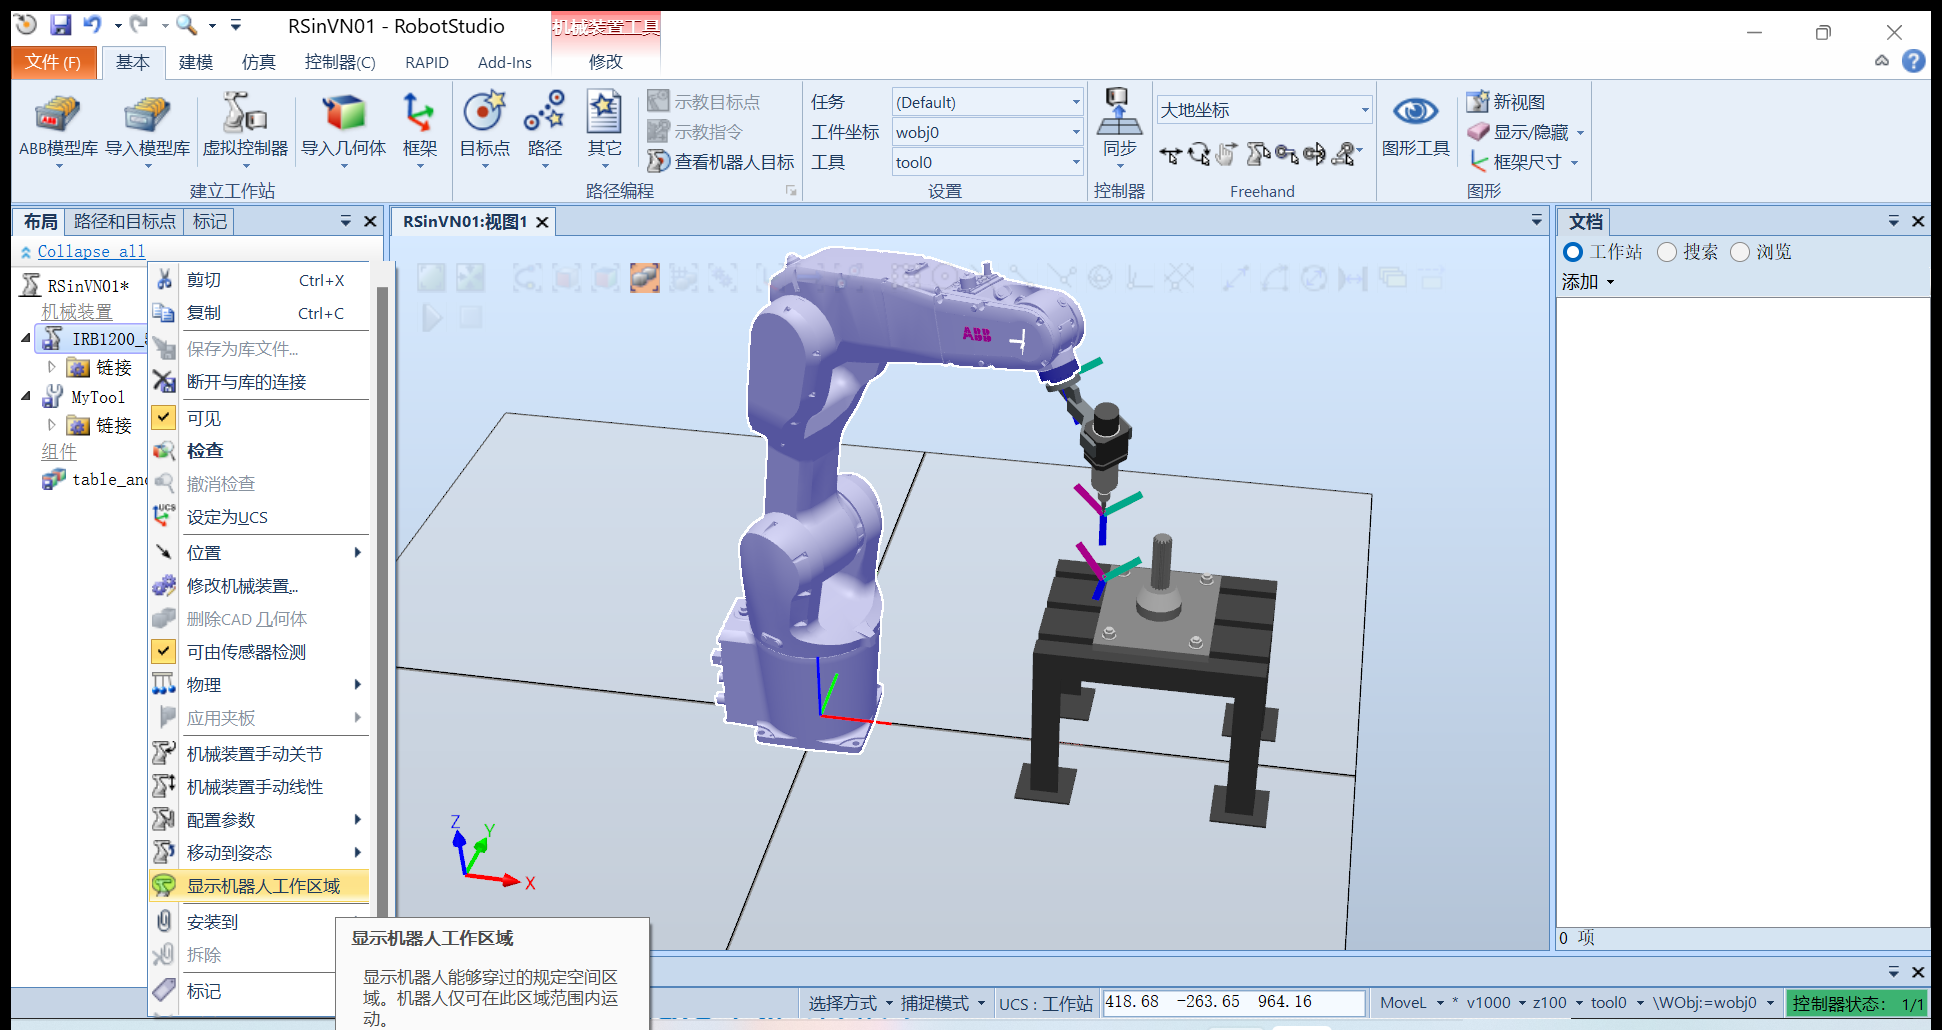 RSinVN01 - RobotStudio
机械装置工具
文件 (F)
基本
建模
仿真
控制器(C)
RAPID
Add-Ins
修改
ABB模型库
导入模型库
虚拟控制器
导入几何体
框架
建立工作站
目标点
路径
其它
示教目标点
示教指令
查看机器人目标
路径编程
任务
(Default)
工件坐标
wobj0
工具
tool0
设置
同步
控制器
大地坐标
Freehand
图形工具
新视图
显示/隐藏
框架尺寸
图形
布局
路径和目标点
标记
RSinVN01:视图1
文档
Collapse all
工作站
搜索
浏览
添加
RSinVN01*
机械装置
IRB1200_
链接
MyTool
链接
组件
table_an
剪切 Ctrl+X
复制 Ctrl+C
保存为库文件...
断开与库的连接
可见
检查
撤消检查
设定为UCS
位置
修改机械装置...
删除CAD 几何体
可由传感器检测
物理
应用夹板
机械装置手动关节
机械装置手动线性
配置参数
移动到姿态
显示机器人工作区域
安装到
拆除
标记
显示机器人工作区域
显示机器人能够穿过的规定空间区
域。机器人仅可在此区域范围内运
动。
ABB
Z
Y
X
0 项
选择方式
捕捉模式
UCS : 工作站
418.68 -263.65 964.16
MoveL
* v1000
z100
tool0
\WObj:=wobj0
控制器状态: 1/1